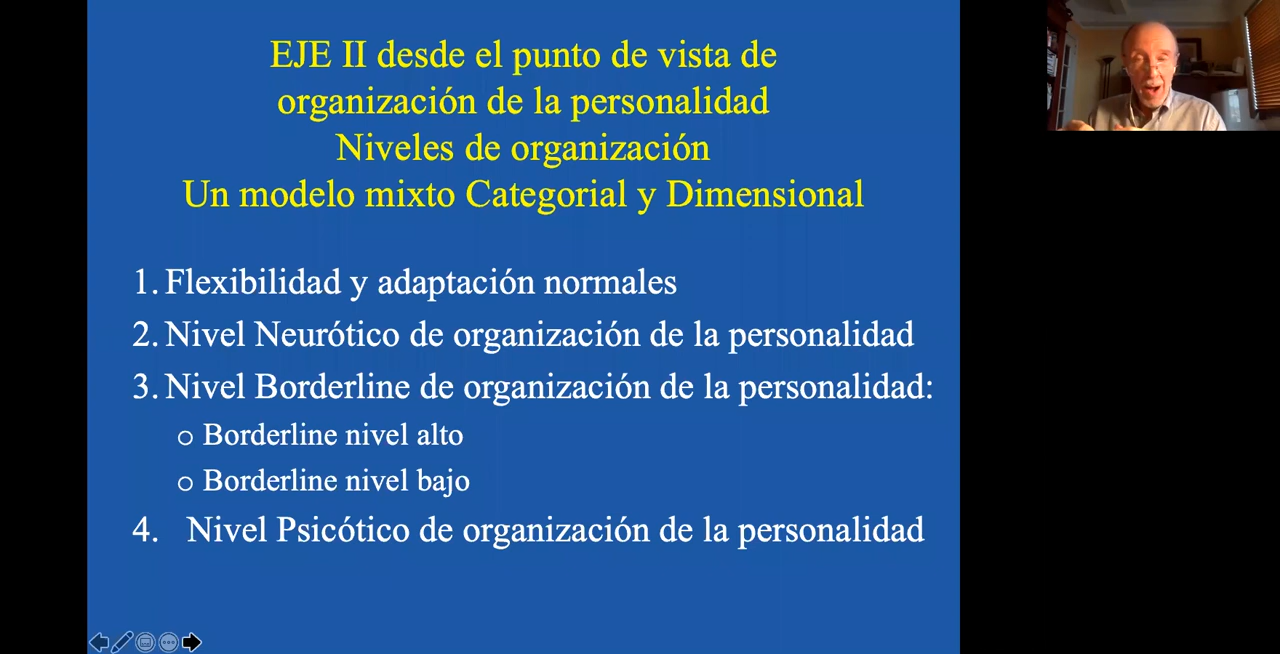 EJE II desde el punto de vista de
organización de la personalidad
Niveles de organización
Un modelo mixto Categorial y Dimensional
1. Flexibilidad y adaptación normales
2. Nivel Neurótico de organización de la personalidad
3. Nivel Borderline de organización de la personalidad:
o Borderline nivel alto
o Borderline nivel bajo
4. Nivel Psicótico de organización de la personalidad